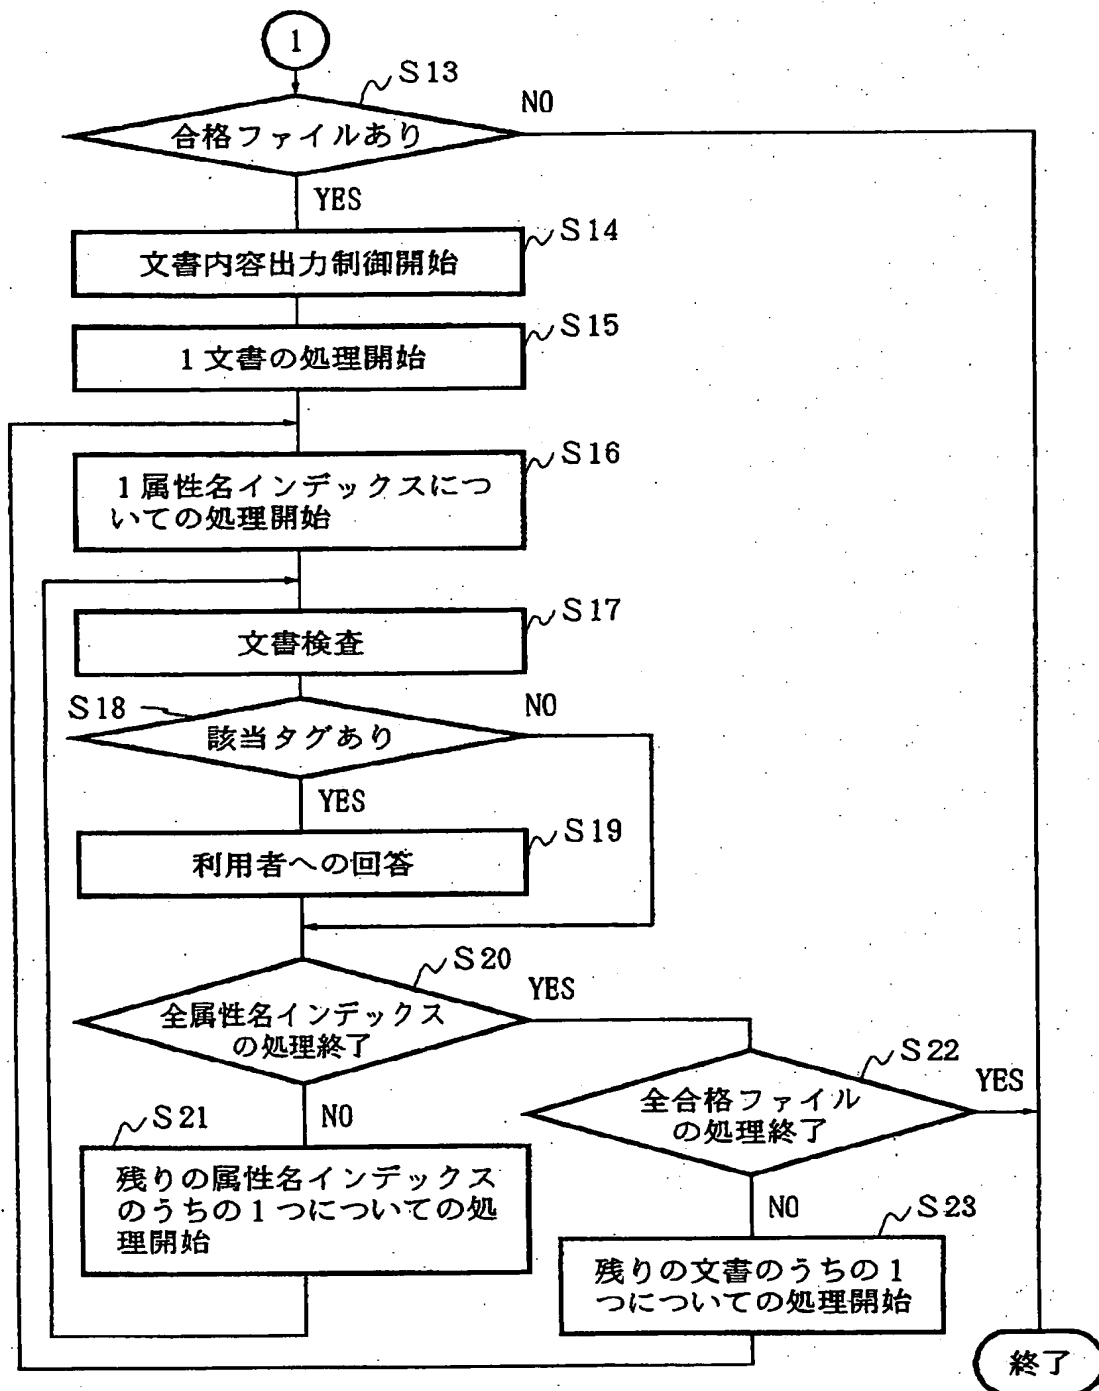 1
S13
NO
合格ファイルあり
YES
S14
文書内容出力制御開始
S15
1文書の処理開始
S16
1属性名インデックスにつ
いての処理開始
S17
文書検査
S18
NO
該当タグあり
YES
S19
利用者への回答
S20
YES
全属性名インデックス
の処理終了
S22
YES
全合格ファイル
の処理終了
S21
NO
残りの属性名インデックス
のうちの1つについての処
理開始
NO
S23
残りの文書のうちの1
つについての処理開始
終了